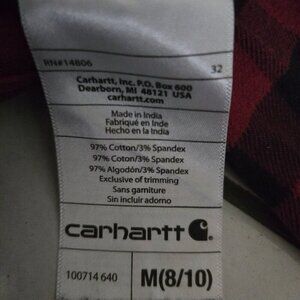 RN#14806
32
Carhartt, Inc. P.O. Box 600
Dearborn, MI 48121 USA
carhartt.com
Made in India
Fabriqué en Inde
Hecho en la India
97% Cotton/3% Spandex
97% Coton/3% Spandex
97% Algodón/3% Spandex
Exclusive of trimming
Sans garniture
Sin incluir adorno
carhartt
100714 640
M(8/10)